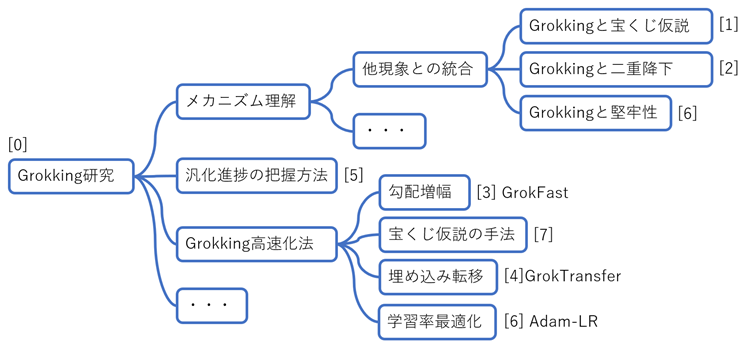 [0]
Grokking研究
メカニズム理解
他現象との統合
Grokkingと宝くじ仮説 [1]
Grokkingと二重降下 [2]
Grokkingと堅牢性 [6]
・・・
汎化進捗の把握方法 [5]
Grokking高速化法
勾配増幅 [3] GrokFast
宝くじ仮説の手法 [7]
埋め込み転移 [4]GrokTransfer
学習率最適化 [6] Adam-LR
・・・